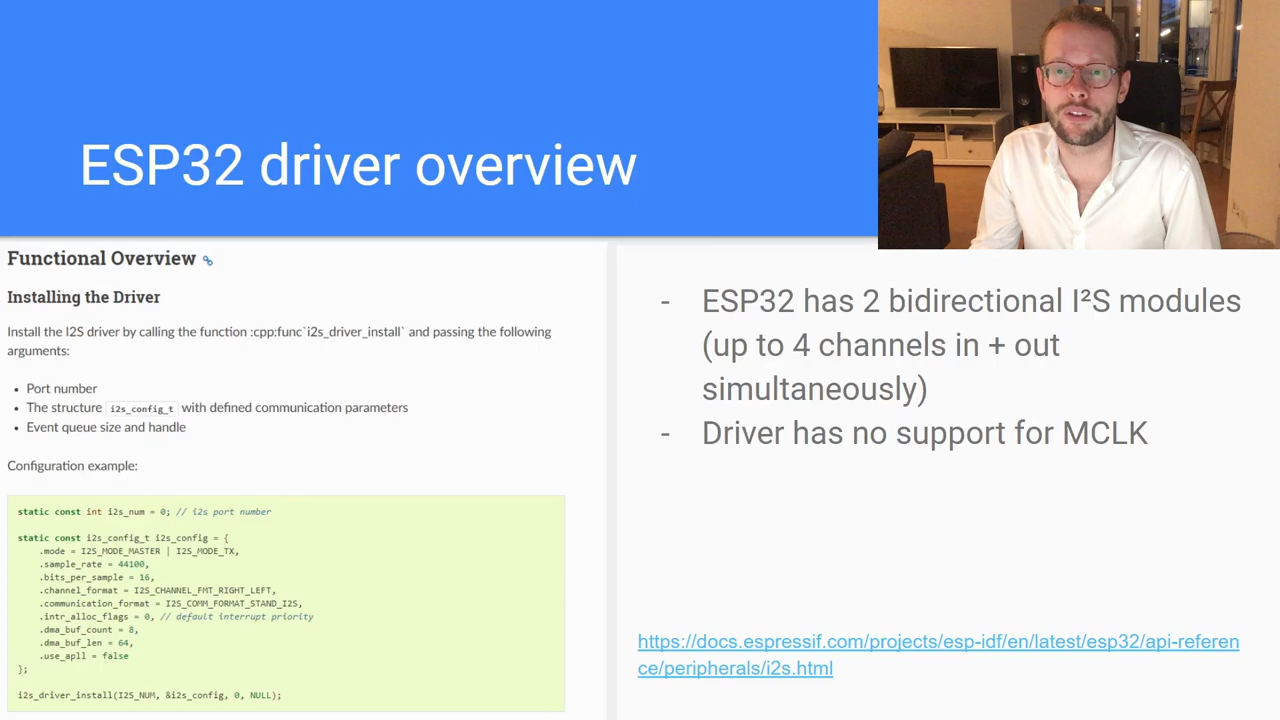 ESP32 driver overview
Functional Overview
Installing the Driver
Install the I2S driver by calling the function :cpp:func`i2s_driver_install` and passing the following
arguments:
• Port number
• The structure i2s_config_t with defined communication parameters
• Event queue size and handle
Configuration example:
static const int i2s_num = 0; // i2s port number
static const i2s_config_t i2s_config = {
    .mode = I2S_MODE_MASTER | I2S_MODE_TX,
    .sample_rate = 44100,
    .bits_per_sample = 16,
    .channel_format = I2S_CHANNEL_FMT_RIGHT_LEFT,
    .communication_format = I2S_COMM_FORMAT_STAND_I2S,
    .intr_alloc_flags = 0, // default interrupt priority
    .dma_buf_count = 8,
    .dma_buf_len = 64,
    .use_apll = false
};
i2s_driver_install(I2S_NUM, &i2s_config, 0, NULL);
- ESP32 has 2 bidirectional I²S modules
(up to 4 channels in + out
simultaneously)
- Driver has no support for MCLK
https://docs.espressif.com/projects/esp-idf/en/latest/esp32/api-referen
ce/peripherals/i2s.html